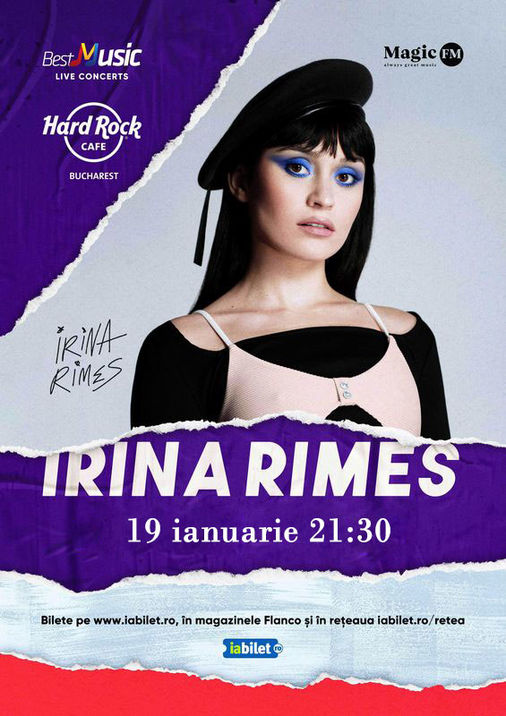 Best Music
LIVE CONCERTS
Magic FM
always great music
Hard Rock
CAFE
BUCHAREST
IRINA
RIMES
IRINA RIMES
19 ianuarie 21:30
Bilete pe www.iabilet.ro, în magazinele Flanco și în rețeaua iabilet.ro/retea
iabilet.ro